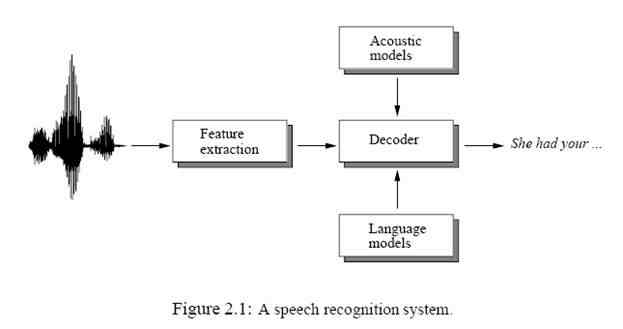 Acoustic
models
Feature
extraction
Decoder
She had your ...
Language
models
Figure 2.1: A speech recognition system.